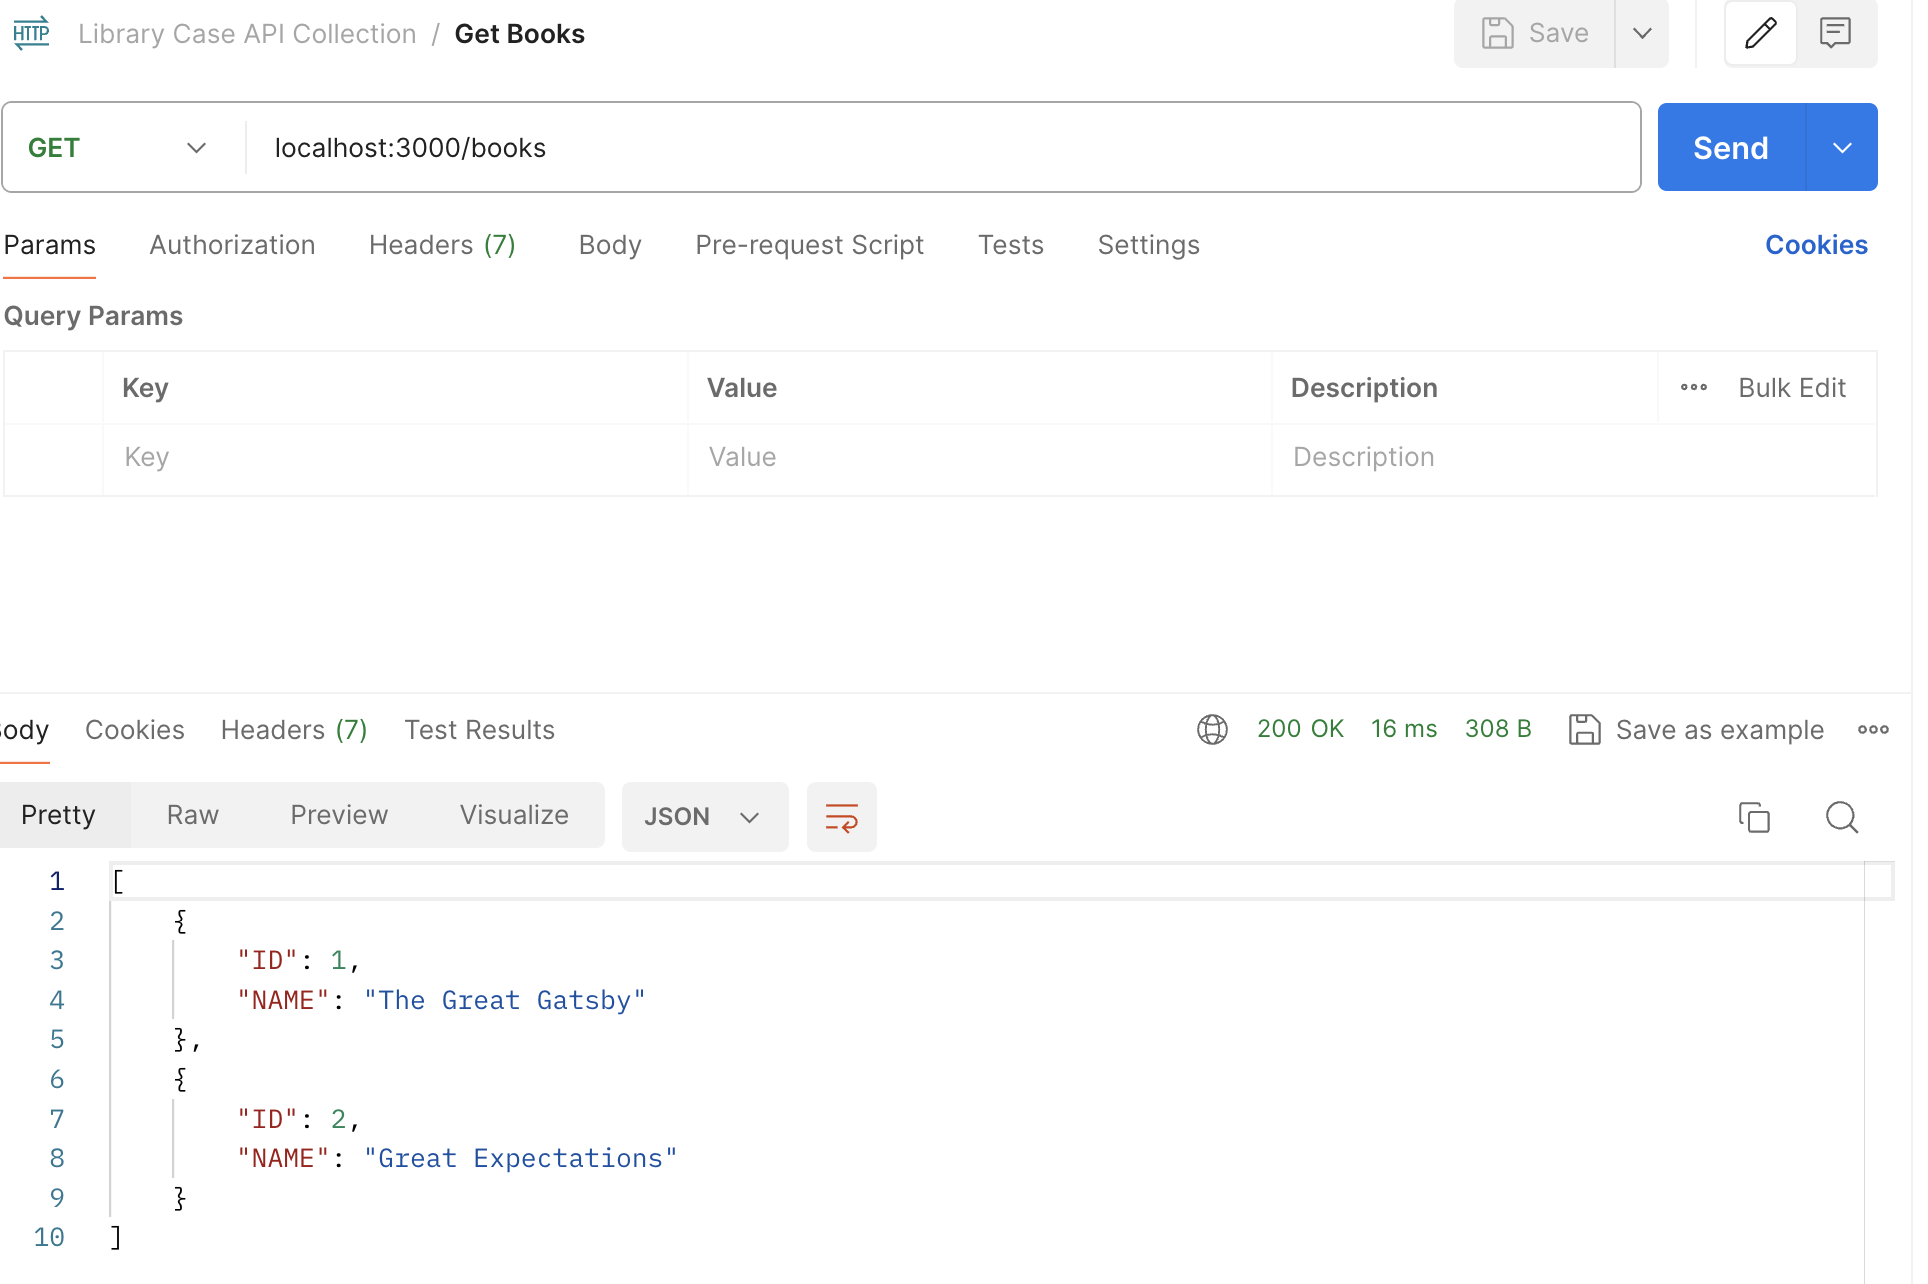 HTTP Library Case API Collection / Get Books Save
GET localhost:3000/books Send
Params Authorization Headers (7) Body Pre-request Script Tests Settings Cookies
Query Params
Key Value Description Bulk Edit
Key Value Description
ody Cookies Headers (7) Test Results 200 OK 16 ms 308 B Save as example
Pretty Raw Preview Visualize JSON
1 [
2 {
3 "ID": 1,
4 "NAME": "The Great Gatsby"
5 },
6 {
7 "ID": 2,
8 "NAME": "Great Expectations"
9 }
10 ]